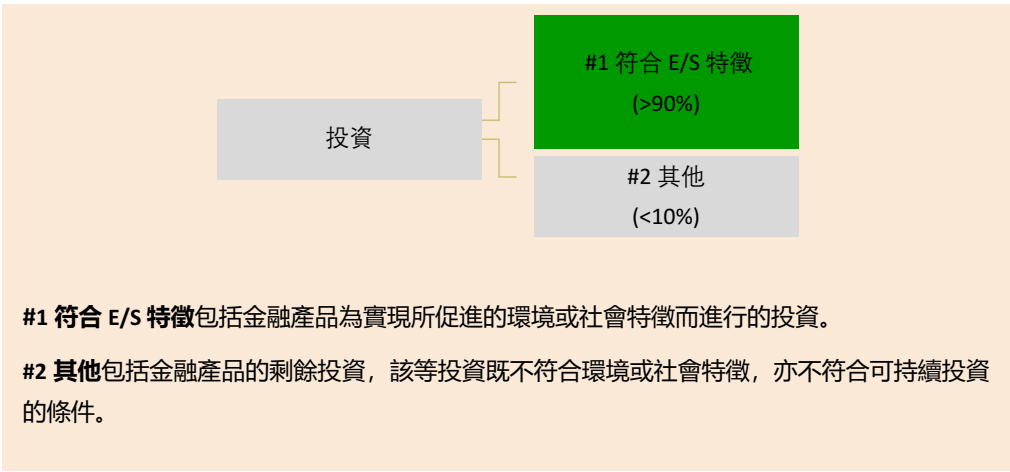 #1 符合 E/S 特徵
(>90%)
投資
#2 其他
(<10%)
#1 符合 E/S 特徵包括金融產品為實現所促進的環境或社會特徵而進行的投資。
#2 其他包括金融產品的剩餘投資，該等投資既不符合環境或社會特徵，亦不符合可持續投資
的條件。